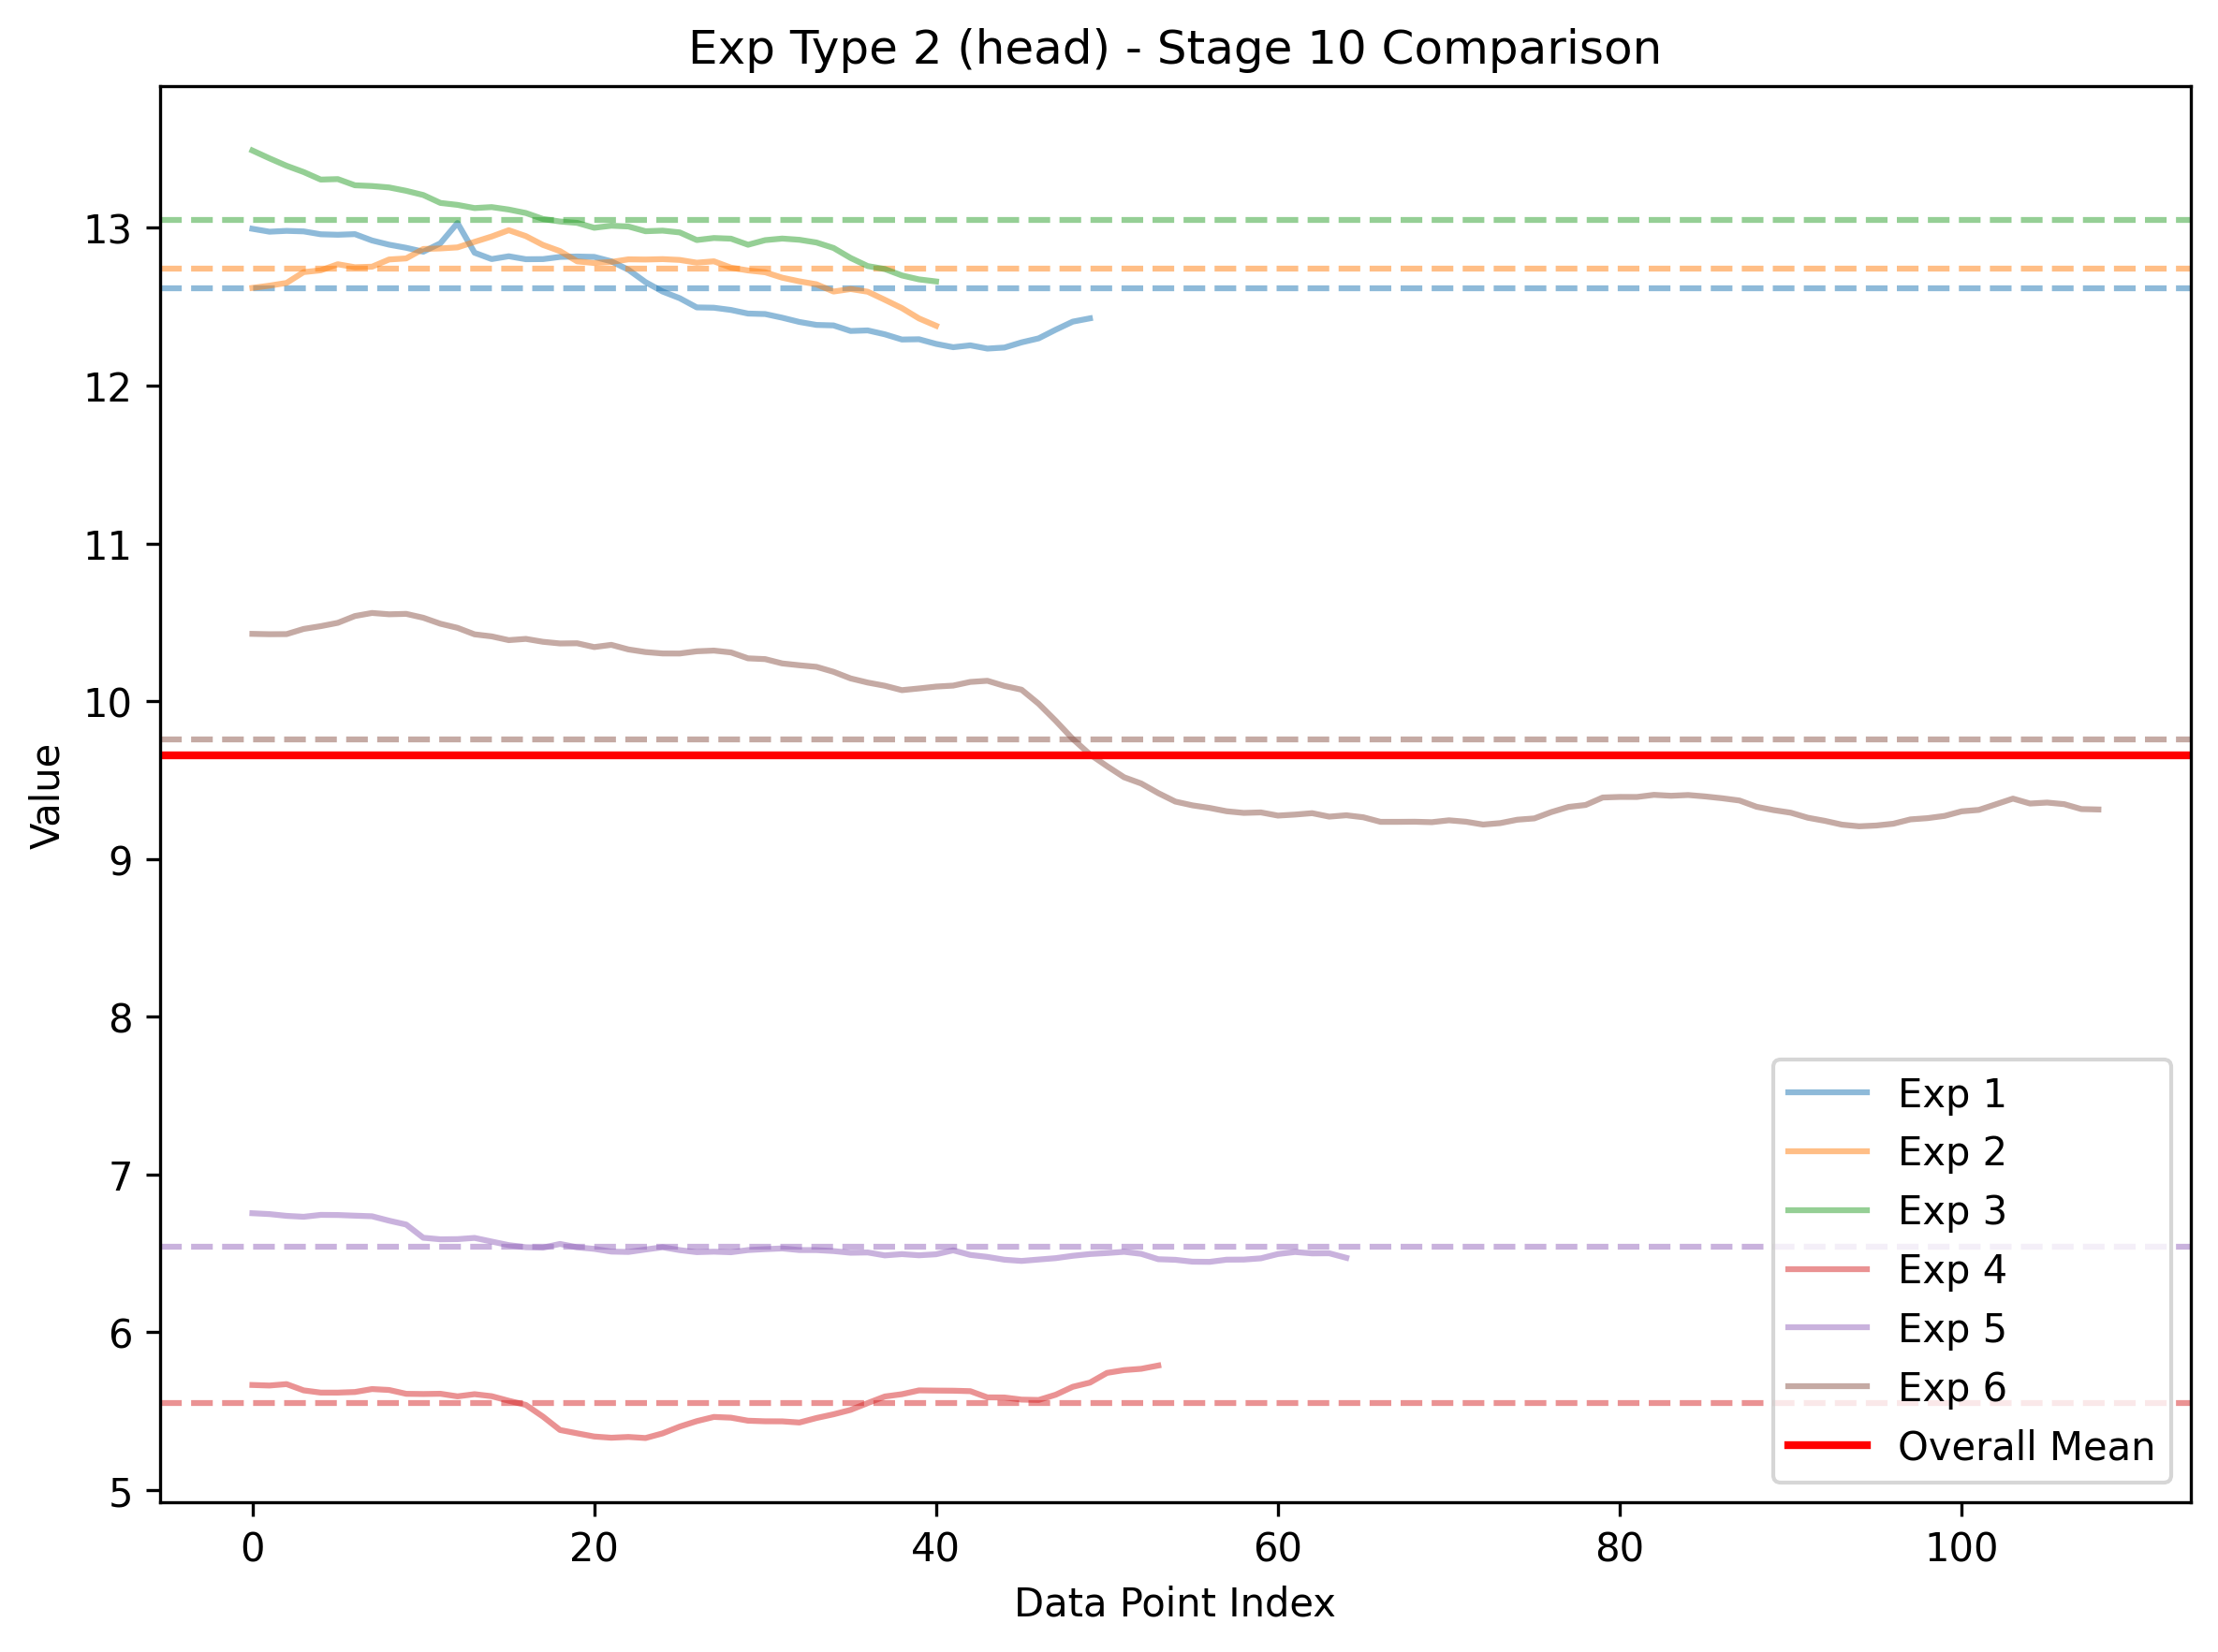 Exp Type 2 (head) - Stage 10 Comparison
Value
13
12
11
10
9
8
7
6
5
0 20 40 60 80 100
Data Point Index
Exp 1
Exp 2
Exp 3
Exp 4
Exp 5
Exp 6
Overall Mean